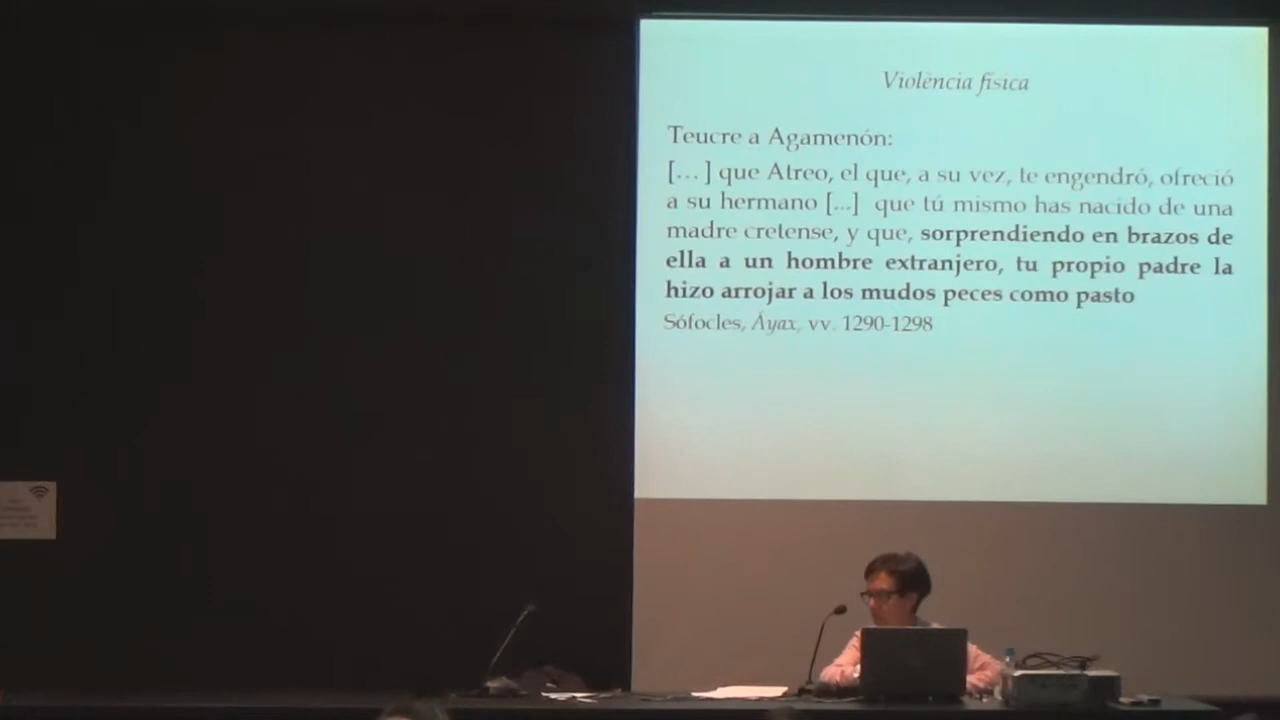 Violència física
Teucre a Agamenón:
[…] que Atreo, el que, a su vez, te engendró, ofreció
a su hermano [...] que tú mismo has nacido de una
madre cretense, y que, sorprendiendo en brazos de
ella a un hombre extranjero, tu propio padre la
hizo arrojar a los mudos peces como pasto
Sófocles, Áyax, vv. 1290-1298